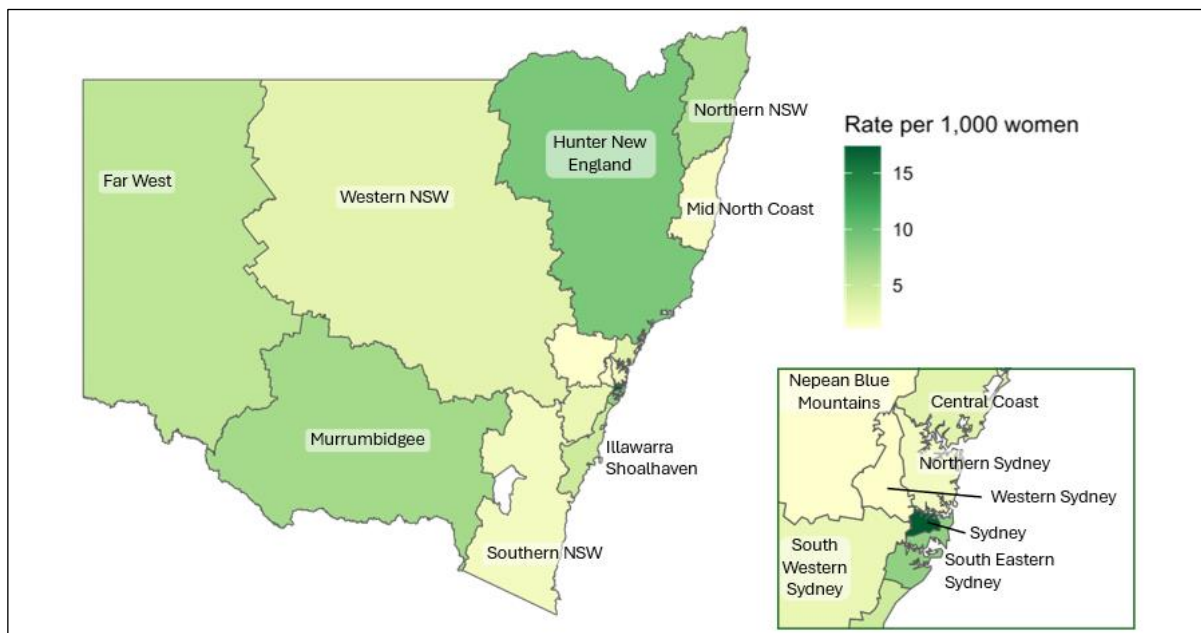 Far West
Western NSW
Hunter New
England
Northern NSW
Mid North Coast
Murrumbidgee
Illawarra
Shoalhaven
Southern NSW
Rate per 1,000 women
15
10
5
Nepean Blue
Mountains
Central Coast
Northern Sydney
Western Sydney
Sydney
South
Western
Sydney
South Eastern
Sydney